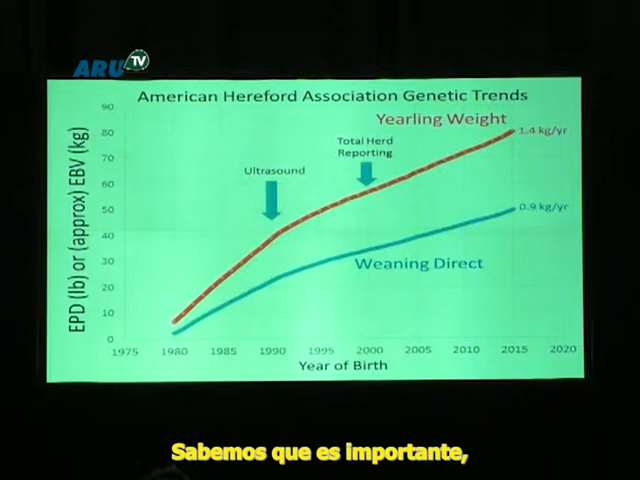 ARU TV
American Hereford Association Genetic Trends
90
80
70
60
50
40
30
20
10
0
EPD (lb) or (approx) EBV (kg)
Yearling Weight
1.4 kg/yr
Total Herd
Reporting
Ultrasound
0.9 kg/yr
Weaning Direct
1975 1980 1985 1990 1995 2000 2005 2010 2015 2020
Year of Birth
Sabemos que es importante,